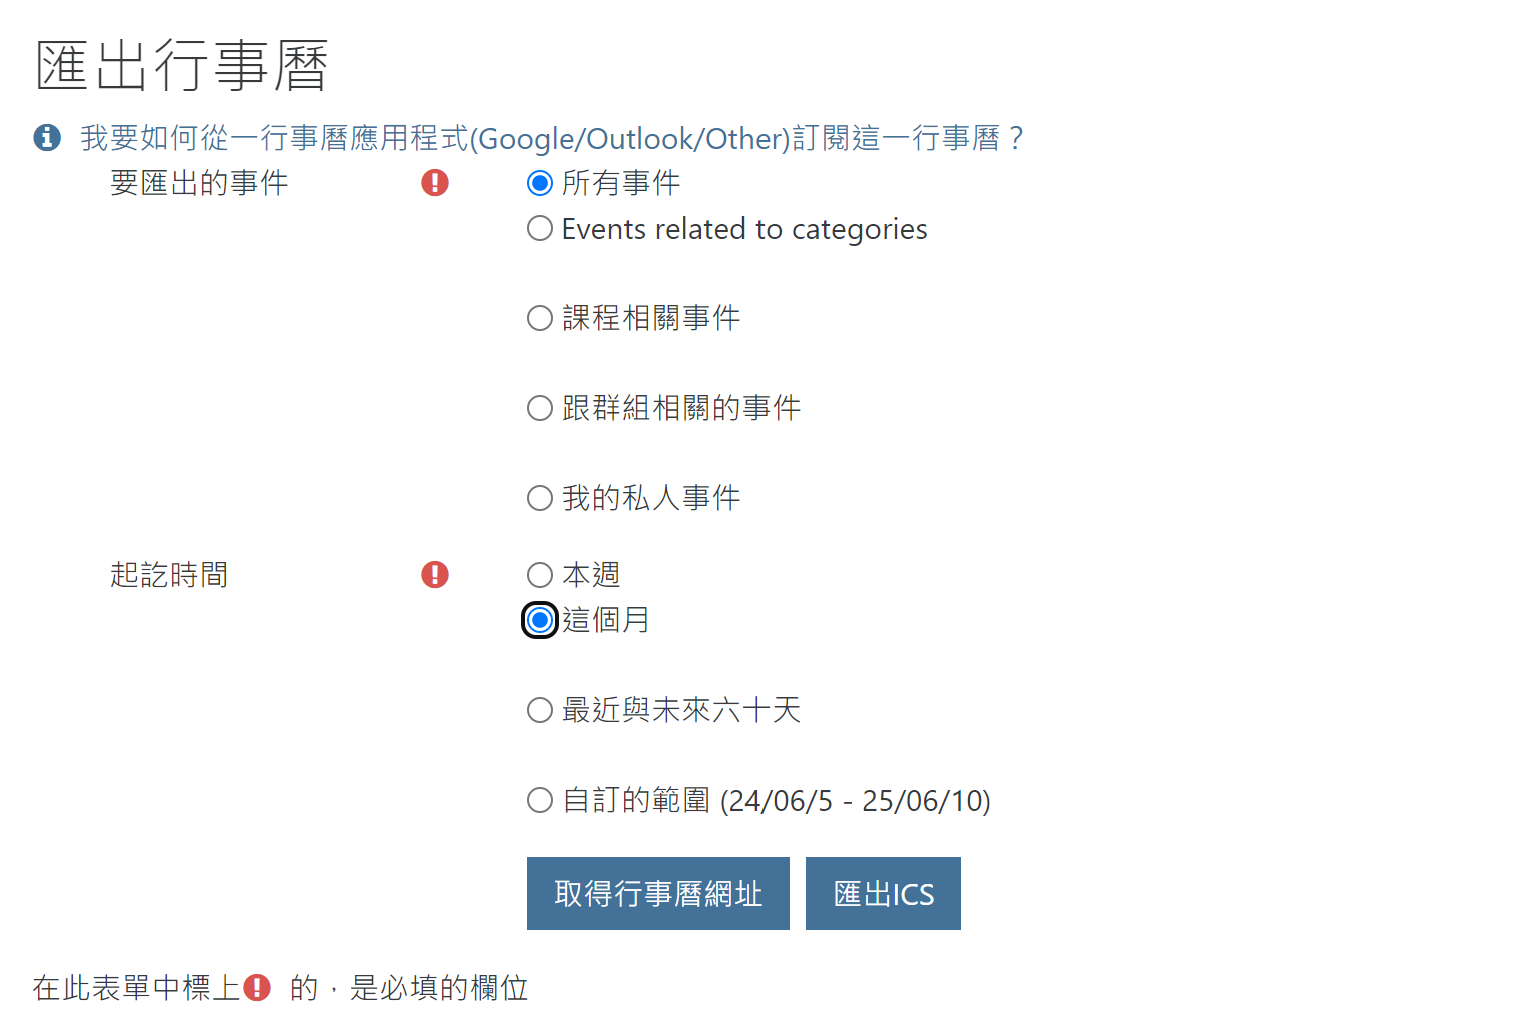 匯出行事曆
我要如何從一行事曆應用程式(Google/Outlook/Other)訂閱這一行事曆？
要匯出的事件
所有事件
Events related to categories
課程相關事件
跟群組相關的事件
我的私人事件
起訖時間
本週
這個月
最近與未來六十天
自訂的範圍 (24/06/5 - 25/06/10)
取得行事曆網址 匯出ICS
在此表單中標上 的，是必填的欄位